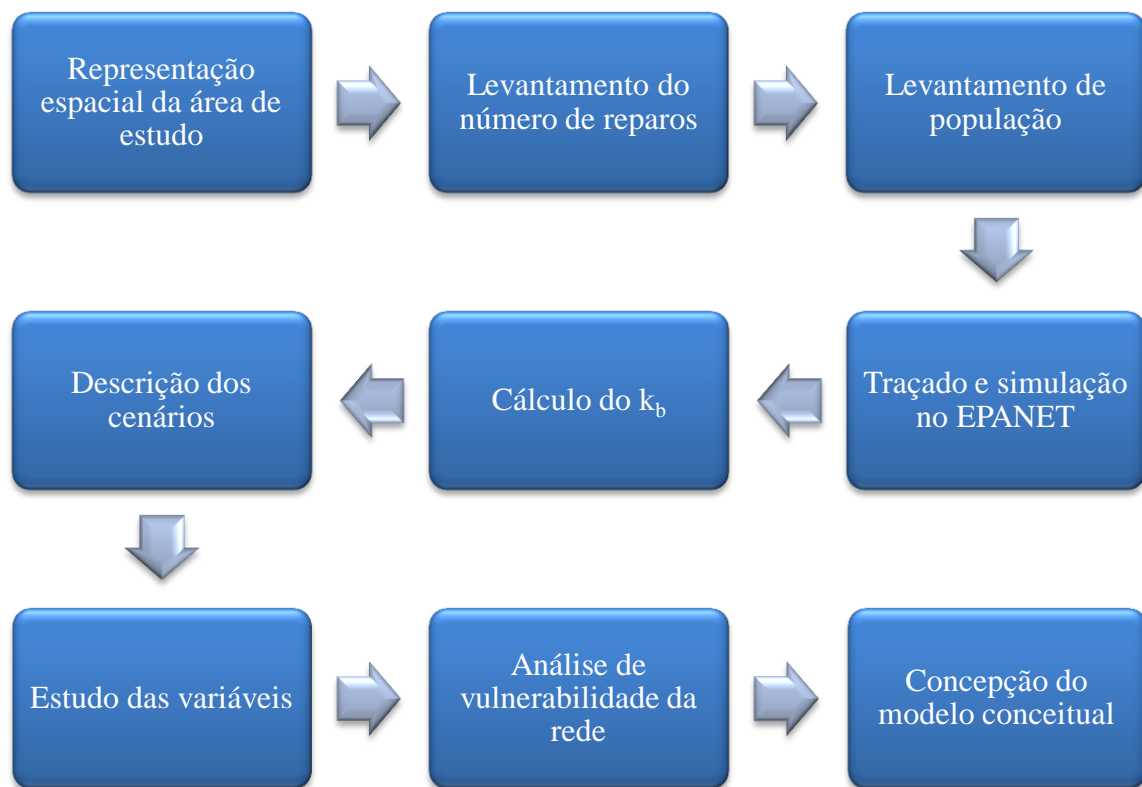 Representação
espacial da área de
estudo
Levantamento do
número de reparos
Levantamento de
população
Traçado e simulação
no EPANET
Cálculo do k_b
Descrição dos
cenários
Estudo das variáveis
Análise de
vulnerabilidade da
rede
Concepção do
modelo conceitual